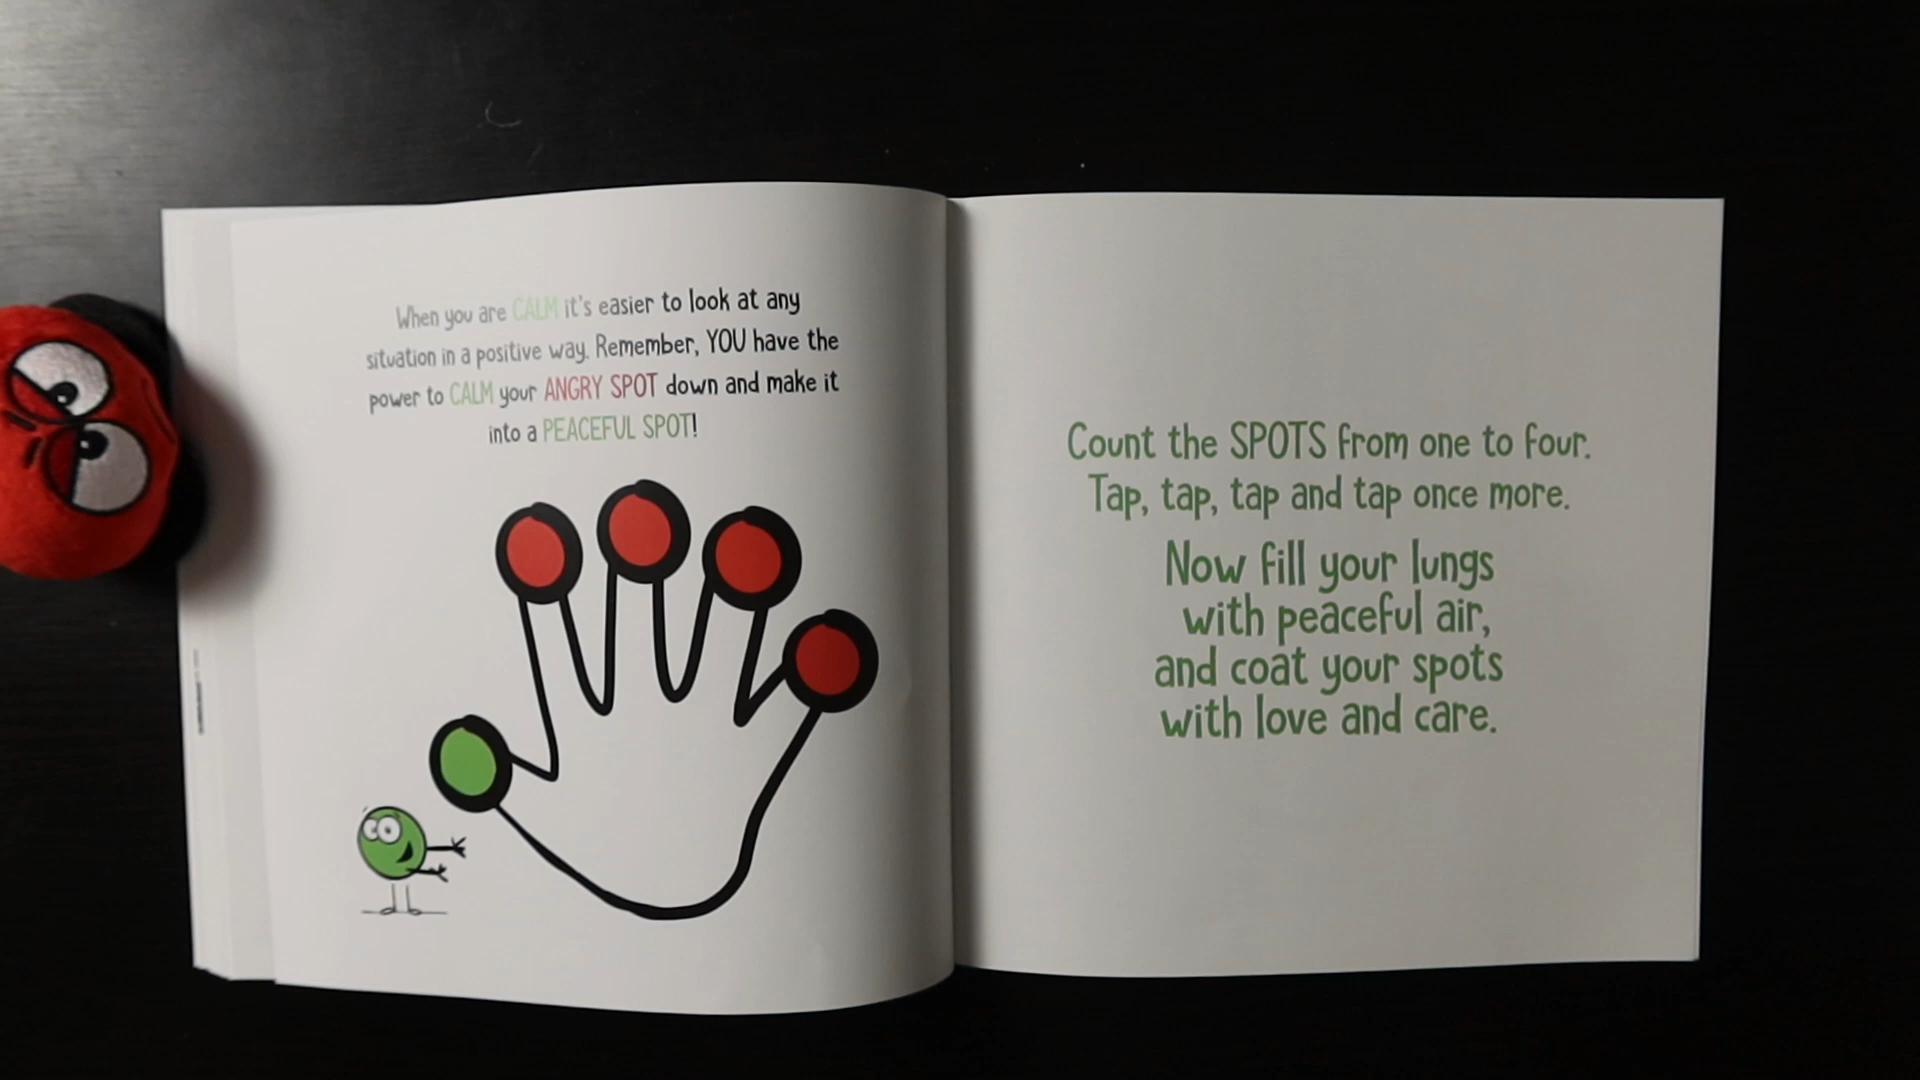 When you are CALM it's easier to look at any
situation in a positive way. Remember, YOU have the
power to CALM your ANGRY SPOT down and make it
into a PEACEFUL SPOT!
Count the SPOTS from one to four.
Tap, tap, tap and tap once more.
Now fill your lungs
with peaceful air,
and coat your spots
with love and care.